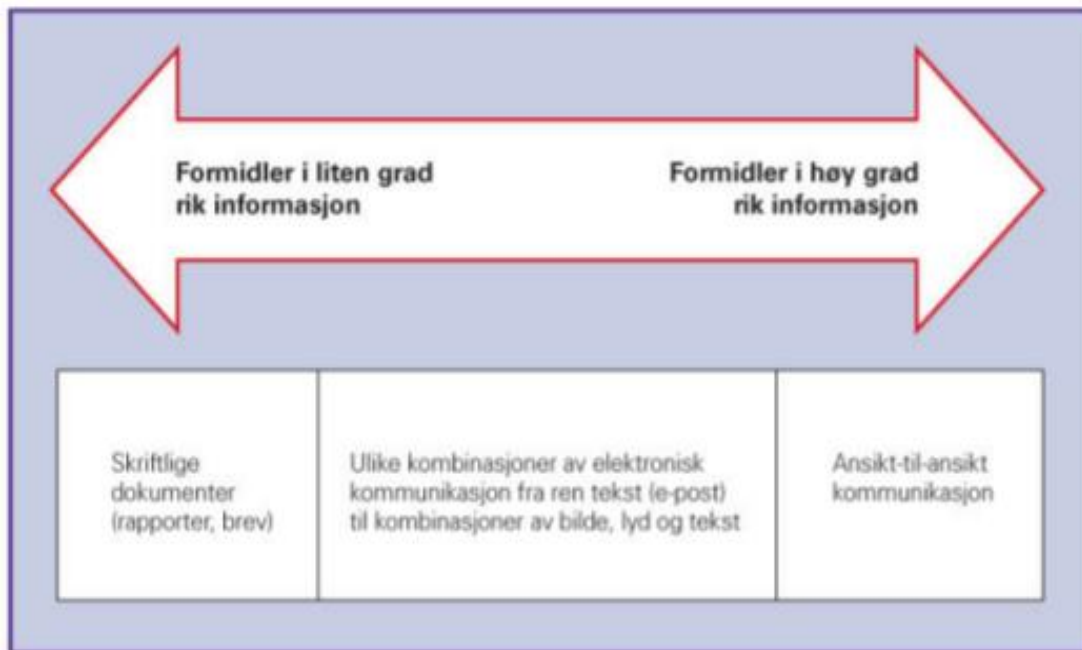 Formidler i liten grad
rik informasjon
Formidler i høy grad
rik informasjon
Skriftlige
dokumenter
(rapporter, brev)
Ulike kombinasjoner av elektronisk
kommunikasjon fra ren tekst (e-post)
til kombinasjoner av bilde, lyd og tekst
Ansikt-til-ansikt
kommunikasjon